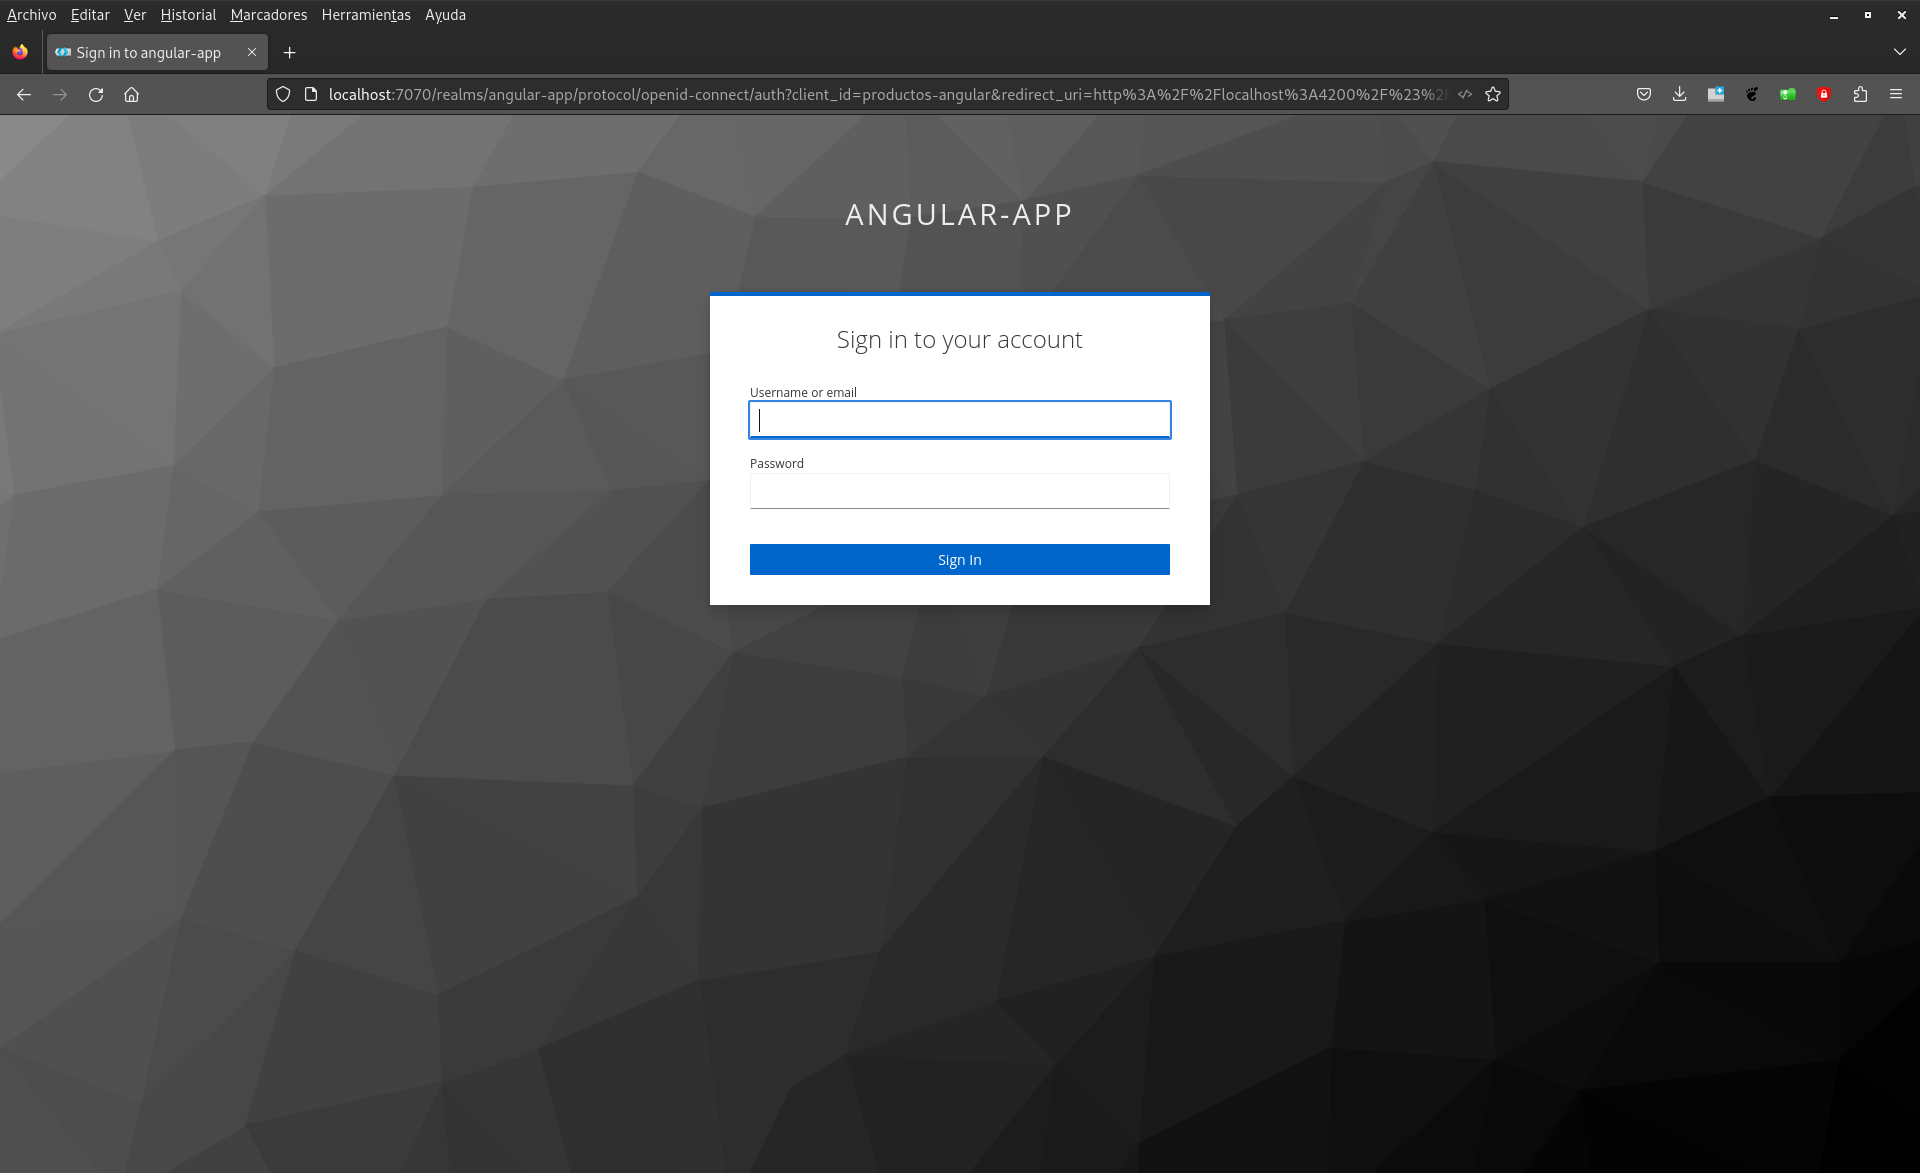 Archivo Editar Ver Historial Marcadores Herramientas Ayuda
Sign in to angular-app
localhost:7070/realms/angular-app/protocol/openid-connect/auth?client_id=productos-angular&redirect_uri=http%3A%2F%2Flocalhost%3A4200%2F%23%2F
ANGULAR-APP
Sign in to your account
Username or email
Password
Sign In